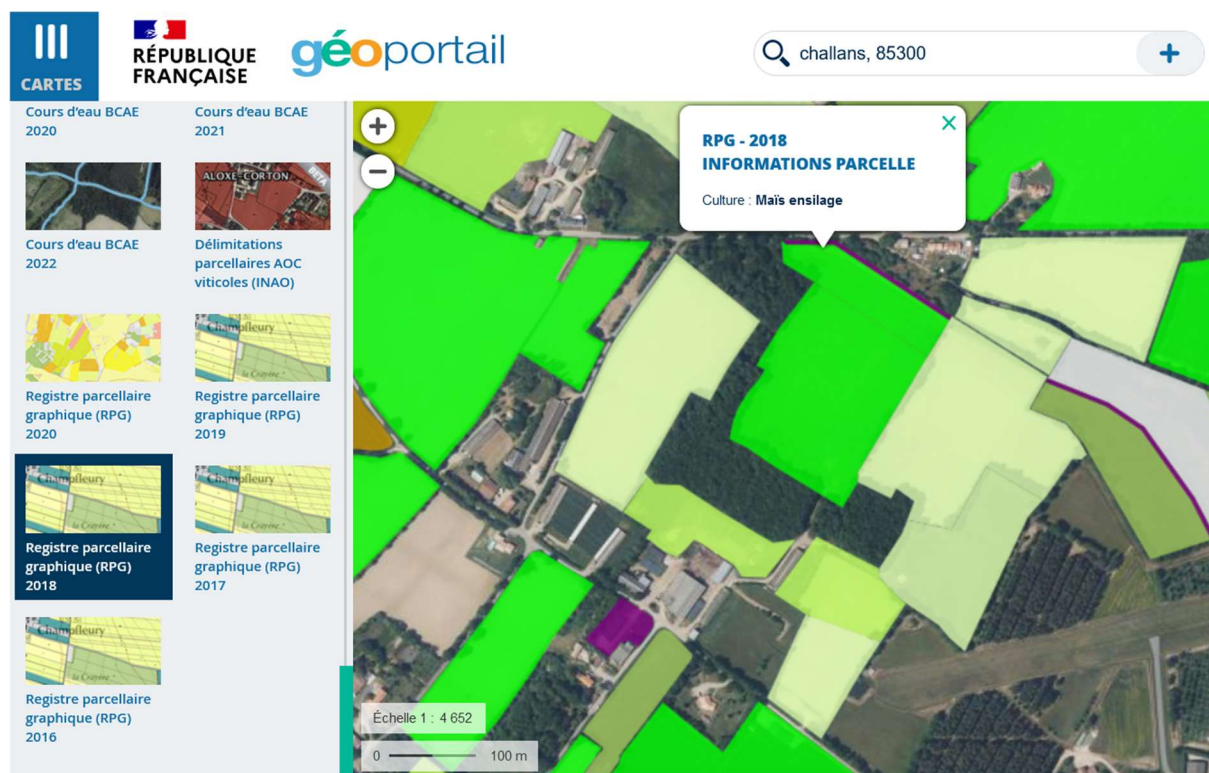 CARTES
RÉPUBLIQUE
FRANÇAISE
géoportail
challans, 85300
Cours d'eau BCAE
2020
Cours d'eau BCAE
2021
ALOXE-CORTON
BETA
Cours d'eau BCAE
2022
Délimitations
parcellaires AOC
viticoles (INAO)
Champfleury
la Crayère
Registre parcellaire
graphique (RPG)
2020
Registre parcellaire
graphique (RPG)
2019
Champfleury
la Crayère
Champfleury
la Crayère
Registre parcellaire
graphique (RPG)
2018
Registre parcellaire
graphique (RPG)
2017
Champfleury
la Crayère
Registre parcellaire
graphique (RPG)
2016
RPG - 2018
INFORMATIONS PARCELLE
Culture : Maïs ensilage
Échelle 1 : 4 652
0 100 m